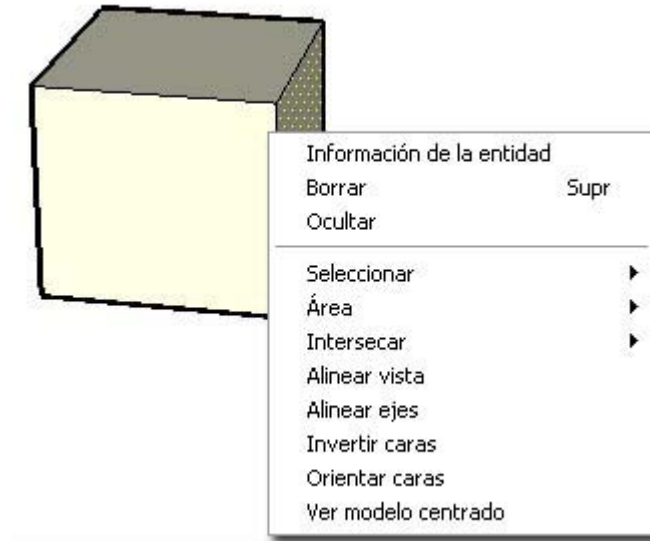 Información de la entidad
Borrar Supr
Ocultar
Seleccionar
Área
Intersecar
Alinear vista
Alinear ejes
Invertir caras
Orientar caras
Ver modelo centrado